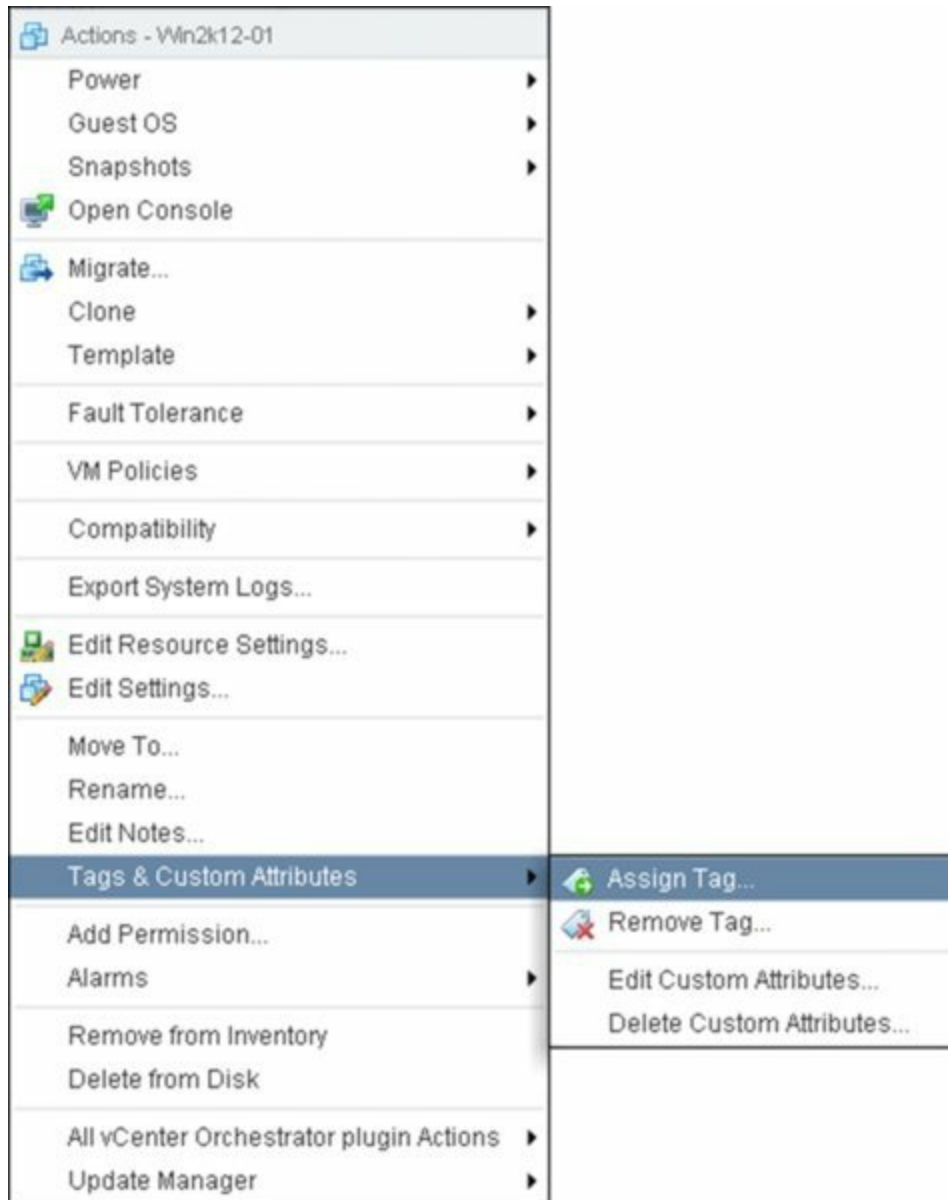 Actions - Win2k12-01
Power
Guest OS
Snapshots
Open Console
Migrate...
Clone
Template
Fault Tolerance
VM Policies
Compatibility
Export System Logs...
Edit Resource Settings...
Edit Settings...
Move To...
Rename...
Edit Notes...
Tags & Custom Attributes
Assign Tag...
Remove Tag...
Edit Custom Attributes...
Delete Custom Attributes...
Add Permission...
Alarms
Remove from Inventory
Delete from Disk
All vCenter Orchestrator plugin Actions
Update Manager